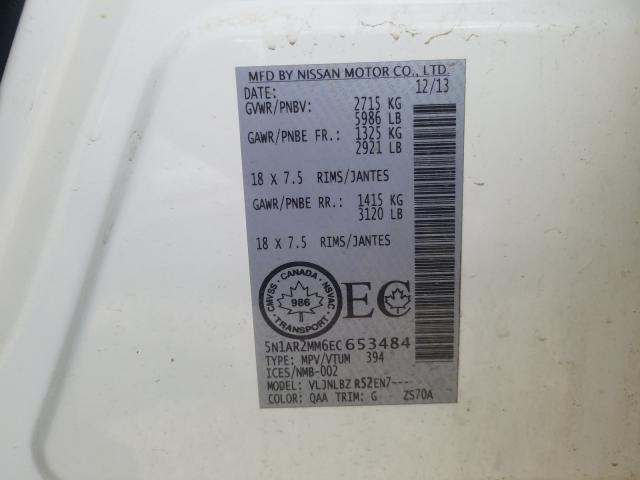 MFD BY NISSAN MOTOR CO., LTD.
DATE: 12/13
GVWR/PNBV: 2715 KG
5986 LB
GAWR/PNBE FR.: 1325 KG
2921 LB
18 X 7.5 RIMS/JANTES
GAWR/PNBE RR.: 1415 KG
3120 LB
18 X 7.5 RIMS/JANTES
CANADA
CMVSS NSVAC
986
TRANSPORT
EC
5N1AR2MM6EC653484
TYPE: MPV/VTUM 394
ICES/NMB-002
MODEL: VLJNLBZ RS2EN7----
COLOR: QAA TRIM: G ZS70A